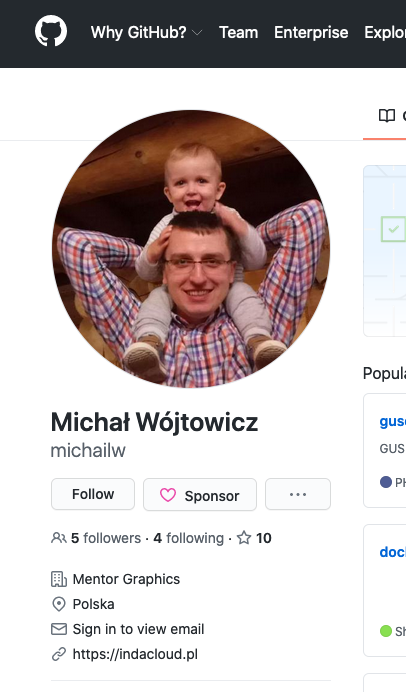 Why GitHub? Team Enterprise Explo
Michał Wójtowicz
michailw
Follow Sponsor ...
5 followers · 4 following · 10
Mentor Graphics
Polska
Sign in to view email
https://indacloud.pl
Popula
gus
GUS
PH
doc
Sh